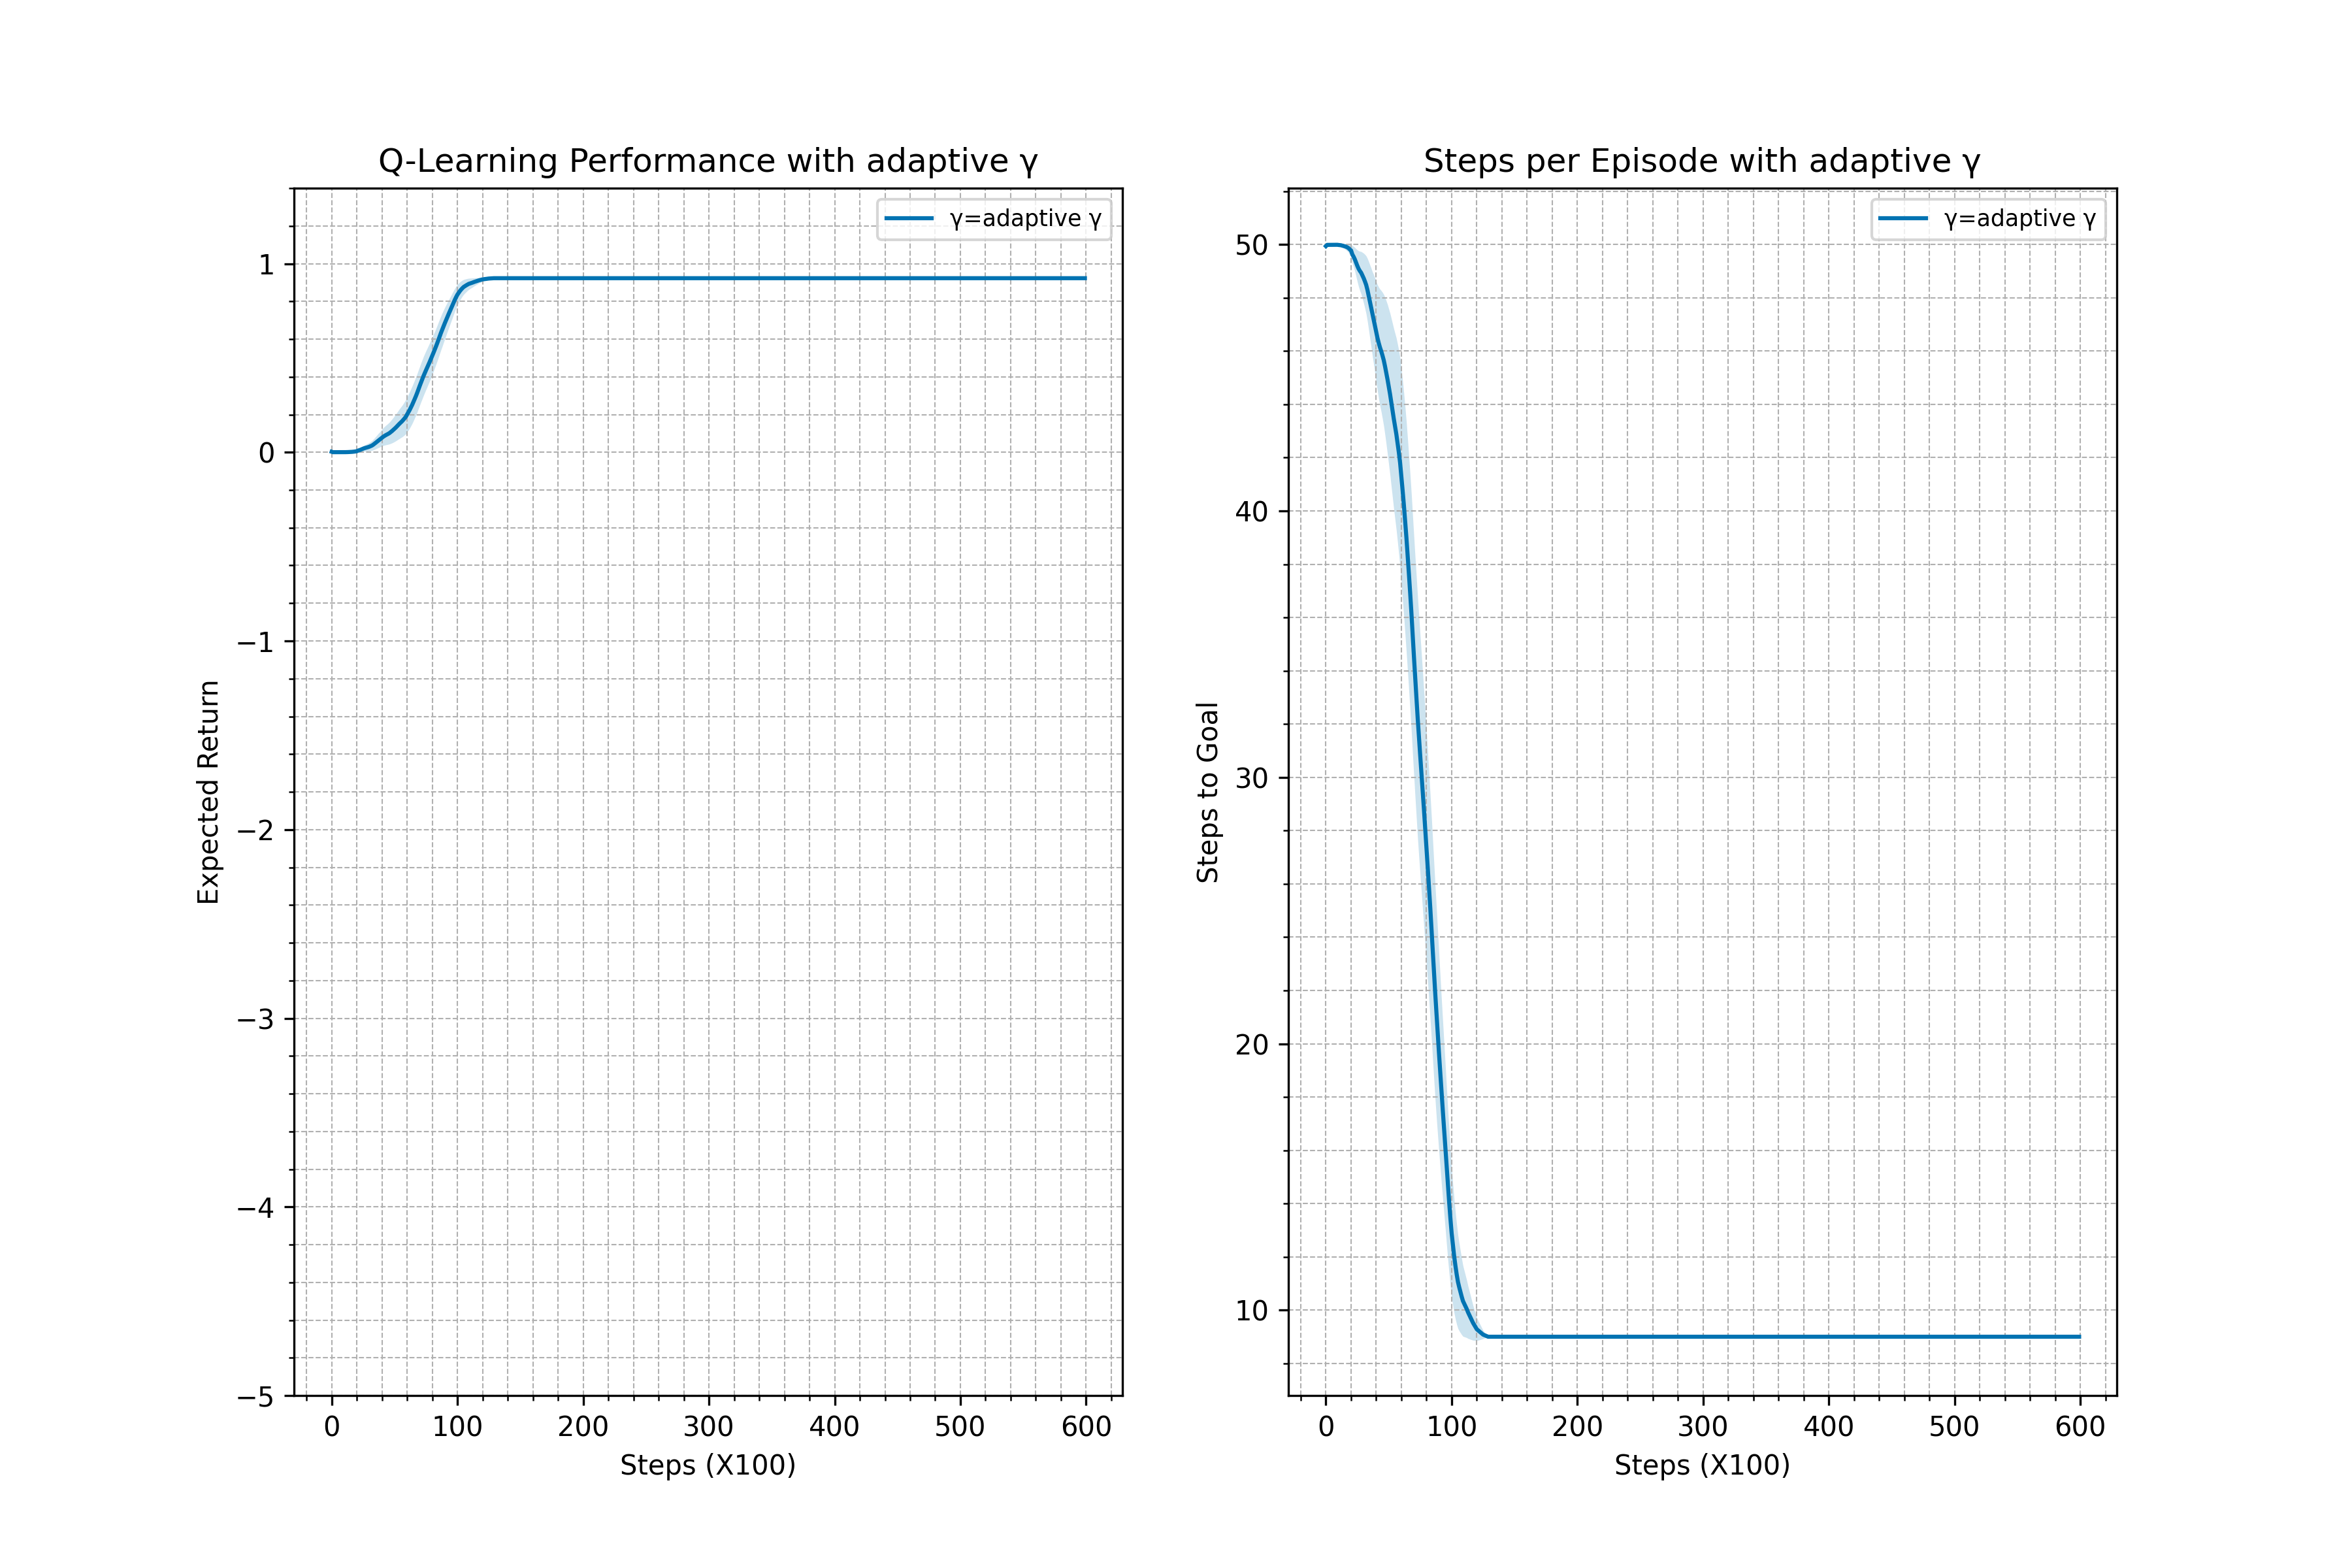 Q-Learning Performance with adaptive γ
γ=adaptive γ
1
0
−1
−2
−3
−4
−5
Expected Return
0 100 200 300 400 500 600
Steps (X100)
Steps per Episode with adaptive γ
γ=adaptive γ
50
40
30
20
10
Steps to Goal
0 100 200 300 400 500 600
Steps (X100)